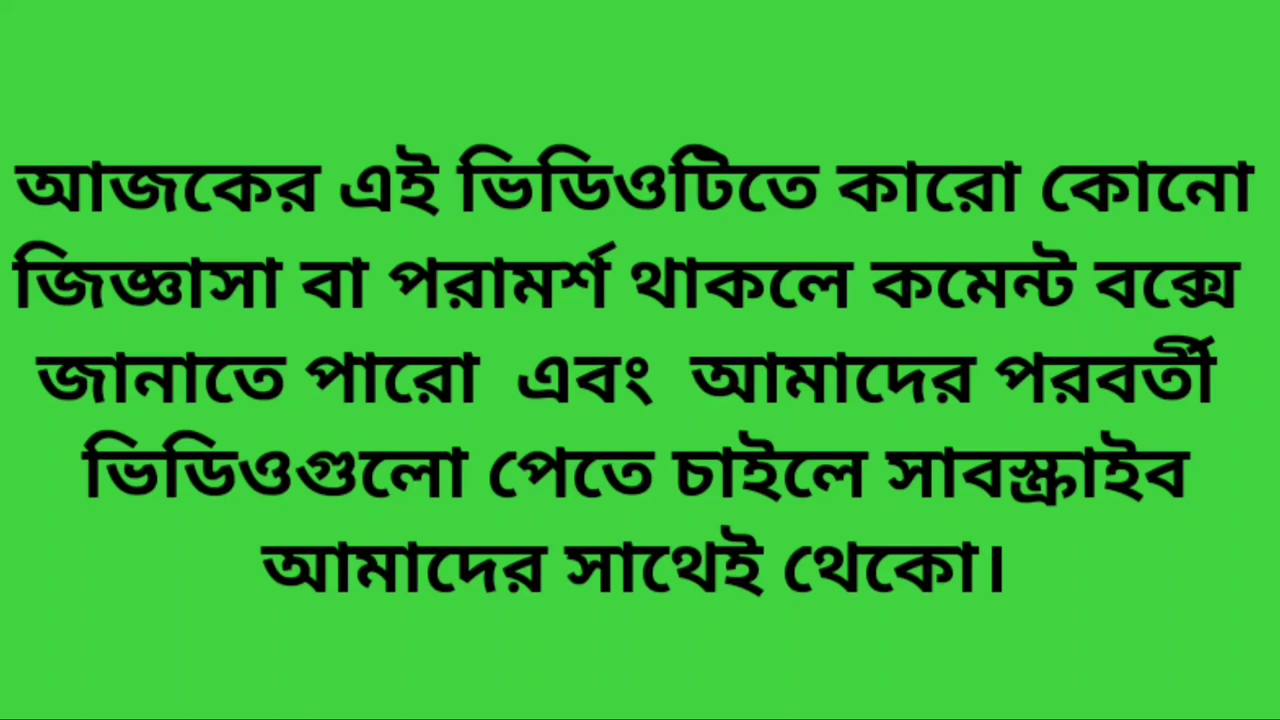 আজকের এই ভিডিওটিতে কারো কোনো
জিজ্ঞাসা বা পরামর্শ থাকলে কমেন্ট বক্সে
জানাতে পারো এবং আমাদের পরবর্তী
ভিডিওগুলো পেতে চাইলে সাবস্ক্রাইব
আমাদের সাথেই থেকো।